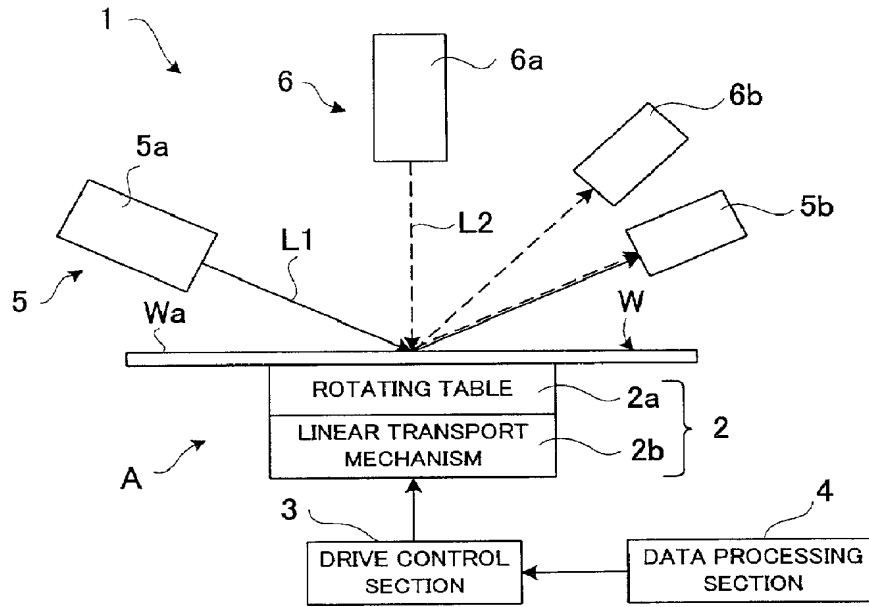 1
6
6a
6b
5a
5b
L1
L2
5
Wa
W
ROTATING TABLE
2a
LINEAR TRANSPORT
MECHANISM
2b
2
A
3
4
DRIVE CONTROL
SECTION
DATA PROCESSING
SECTION